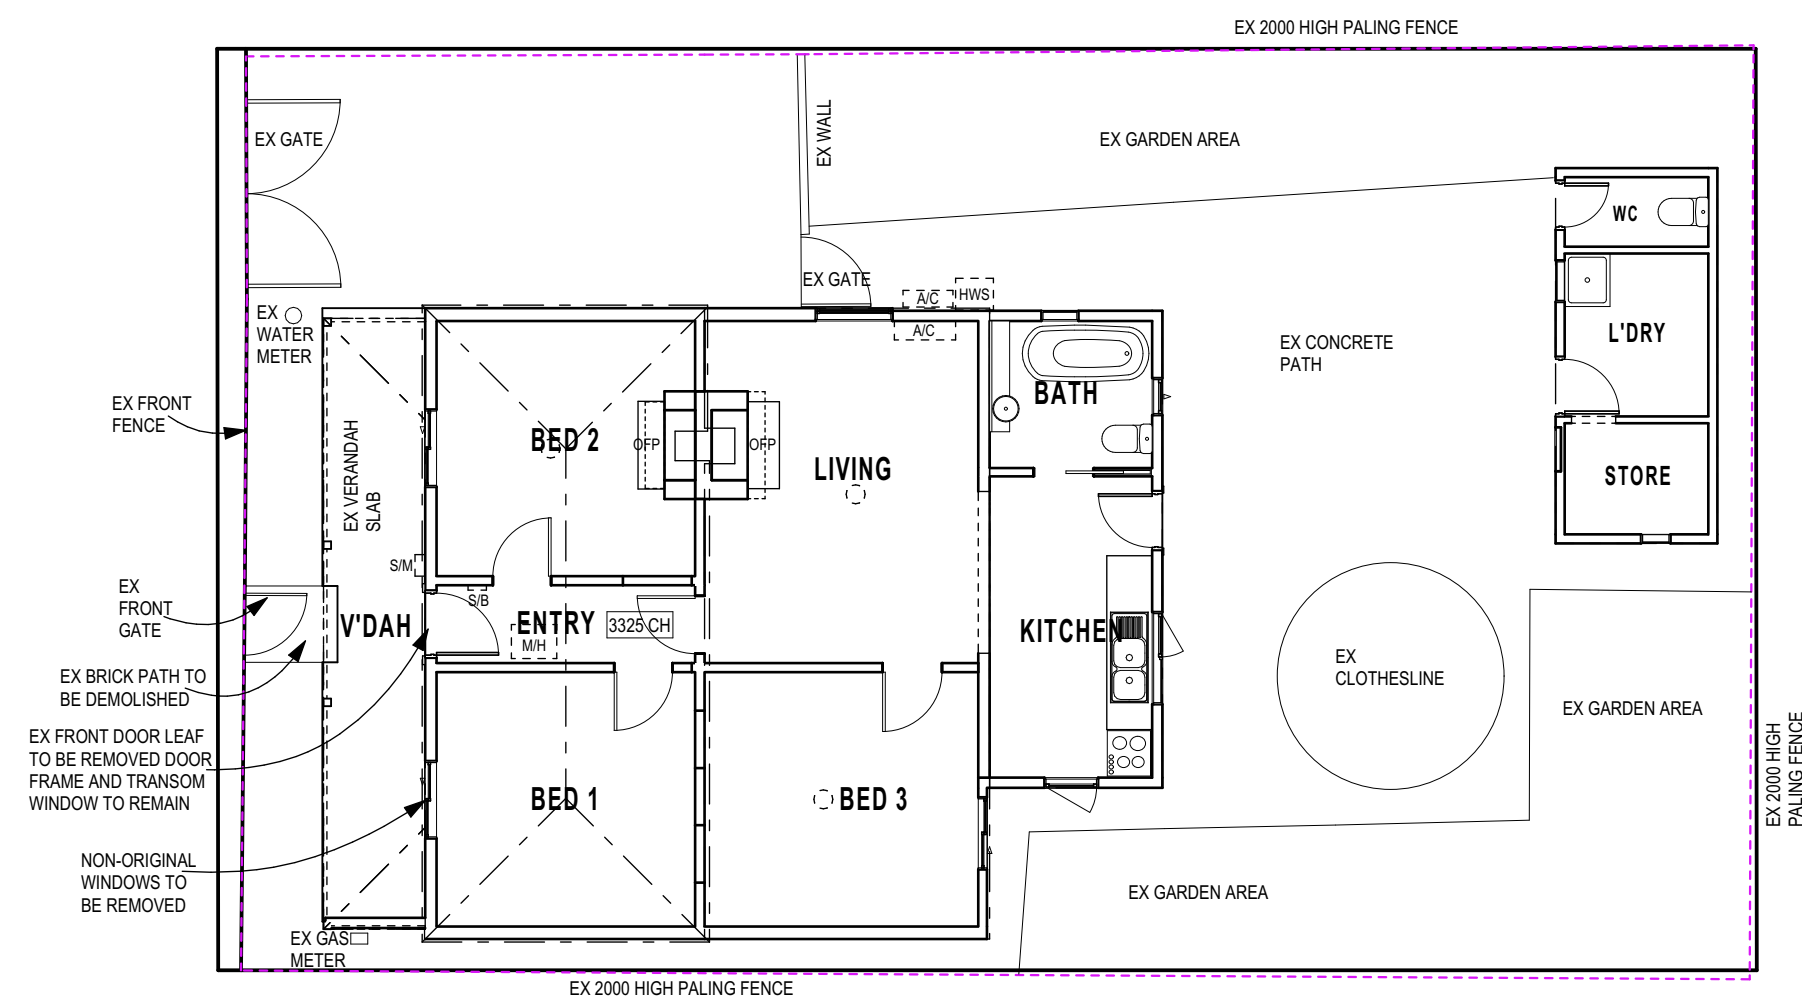 EX 2000 HIGH PALING FENCE
EX GATE
EX WALL
EX GARDEN AREA
WC
EX GATE
A/C
HWS
A/C
EX
WATER
METER
EX CONCRETE
PATH
L'DRY
BATH
EX FRONT
FENCE
EX VERANDAH
SLAB
BED 2
OFP
OFP
LIVING
STORE
S/M
EX
FRONT
GATE
S/B
V'DAH
ENTRY
3325 CH
M/H
KITCHEN
EX
CLOTHESLINE
EX BRICK PATH TO
BE DEMOLISHED
EX GARDEN AREA
EX FRONT DOOR LEAF
TO BE REMOVED DOOR
FRAME AND TRANSOM
WINDOW TO REMAIN
EX 2000 HIGH
PALING FENCE
BED 1
BED 3
NON-ORIGINAL
WINDOWS TO
BE REMOVED
EX GARDEN AREA
EX GAS
METER
EX 2000 HIGH PALING FENCE